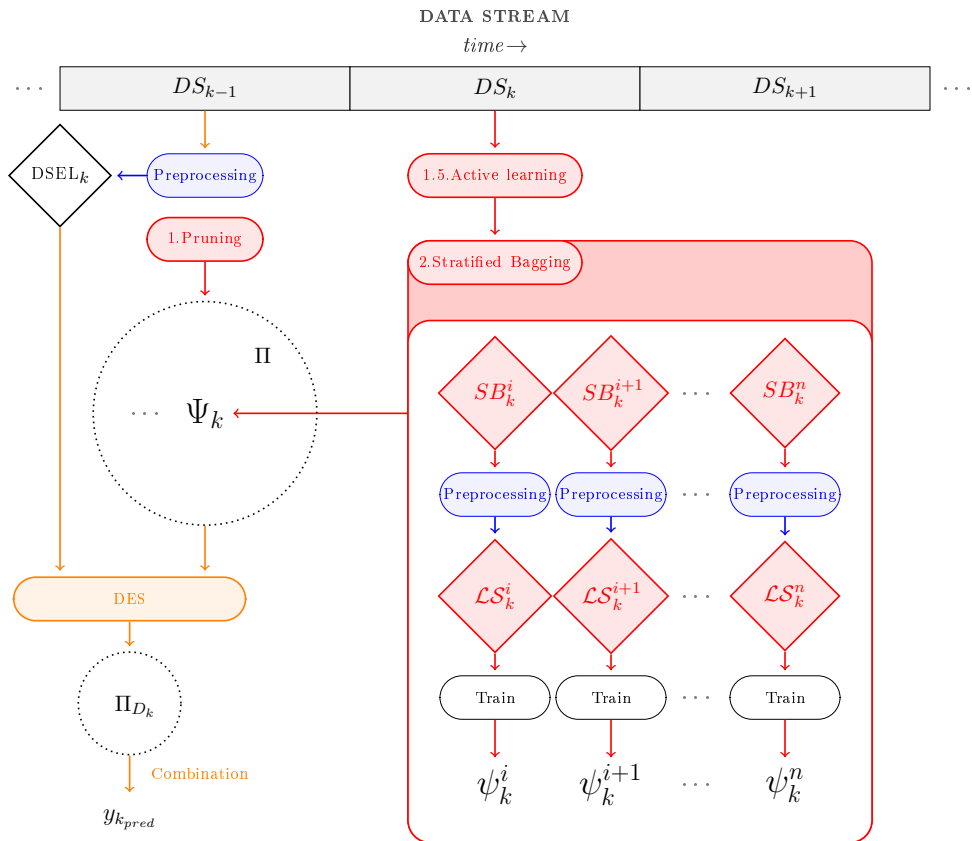 DATA STREAM
time→
··· DS_{k−1} DS_k DS_{k+1} ···
DSEL_k Preprocessing 1.5.Active learning
1.Pruning
2.Stratified Bagging
Π
SB_k^i SB_k^{i+1} ··· SB_k^n
··· Ψ_k
Preprocessing Preprocessing ··· Preprocessing
DES
ℒ𝒮_k^i ℒ𝒮_k^{i+1} ··· ℒ𝒮_k^n
Π_{D_k}
Train Train ··· Train
Combination
ψ_k^i ψ_k^{i+1} ··· ψ_k^n
y_{k_{pred}}